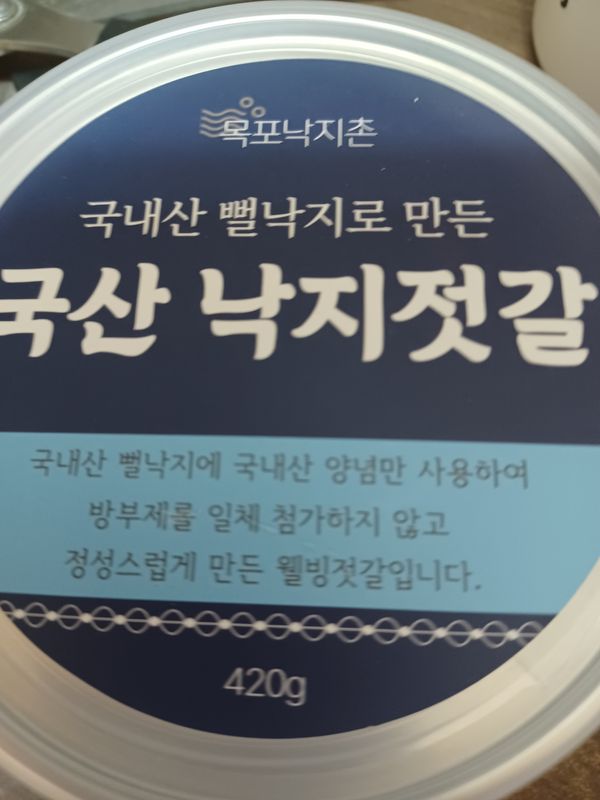 목포낙지촌
국내산 뻘낙지로 만든
국산 낙지젓갈
국내산 뻘낙지에 국내산 양념만 사용하여
방부제를 일체 첨가하지 않고
정성스럽게 만든 웰빙젓갈입니다.
420g